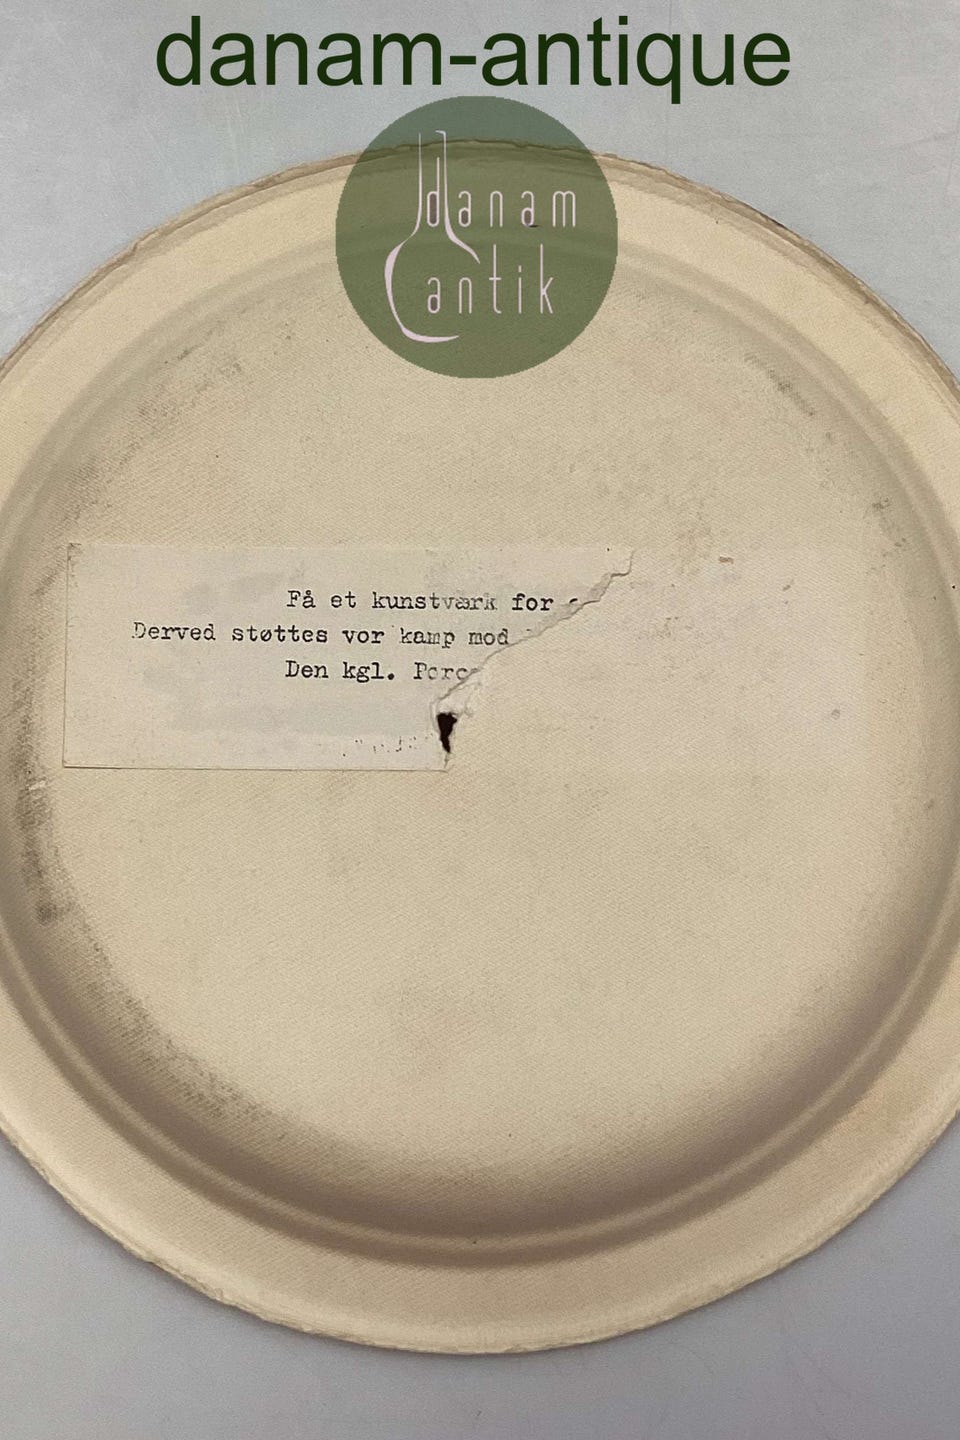 danam-antique
danam
antik
Få et kunstværk for
Derved støttes vor kamp mod
Den kgl.